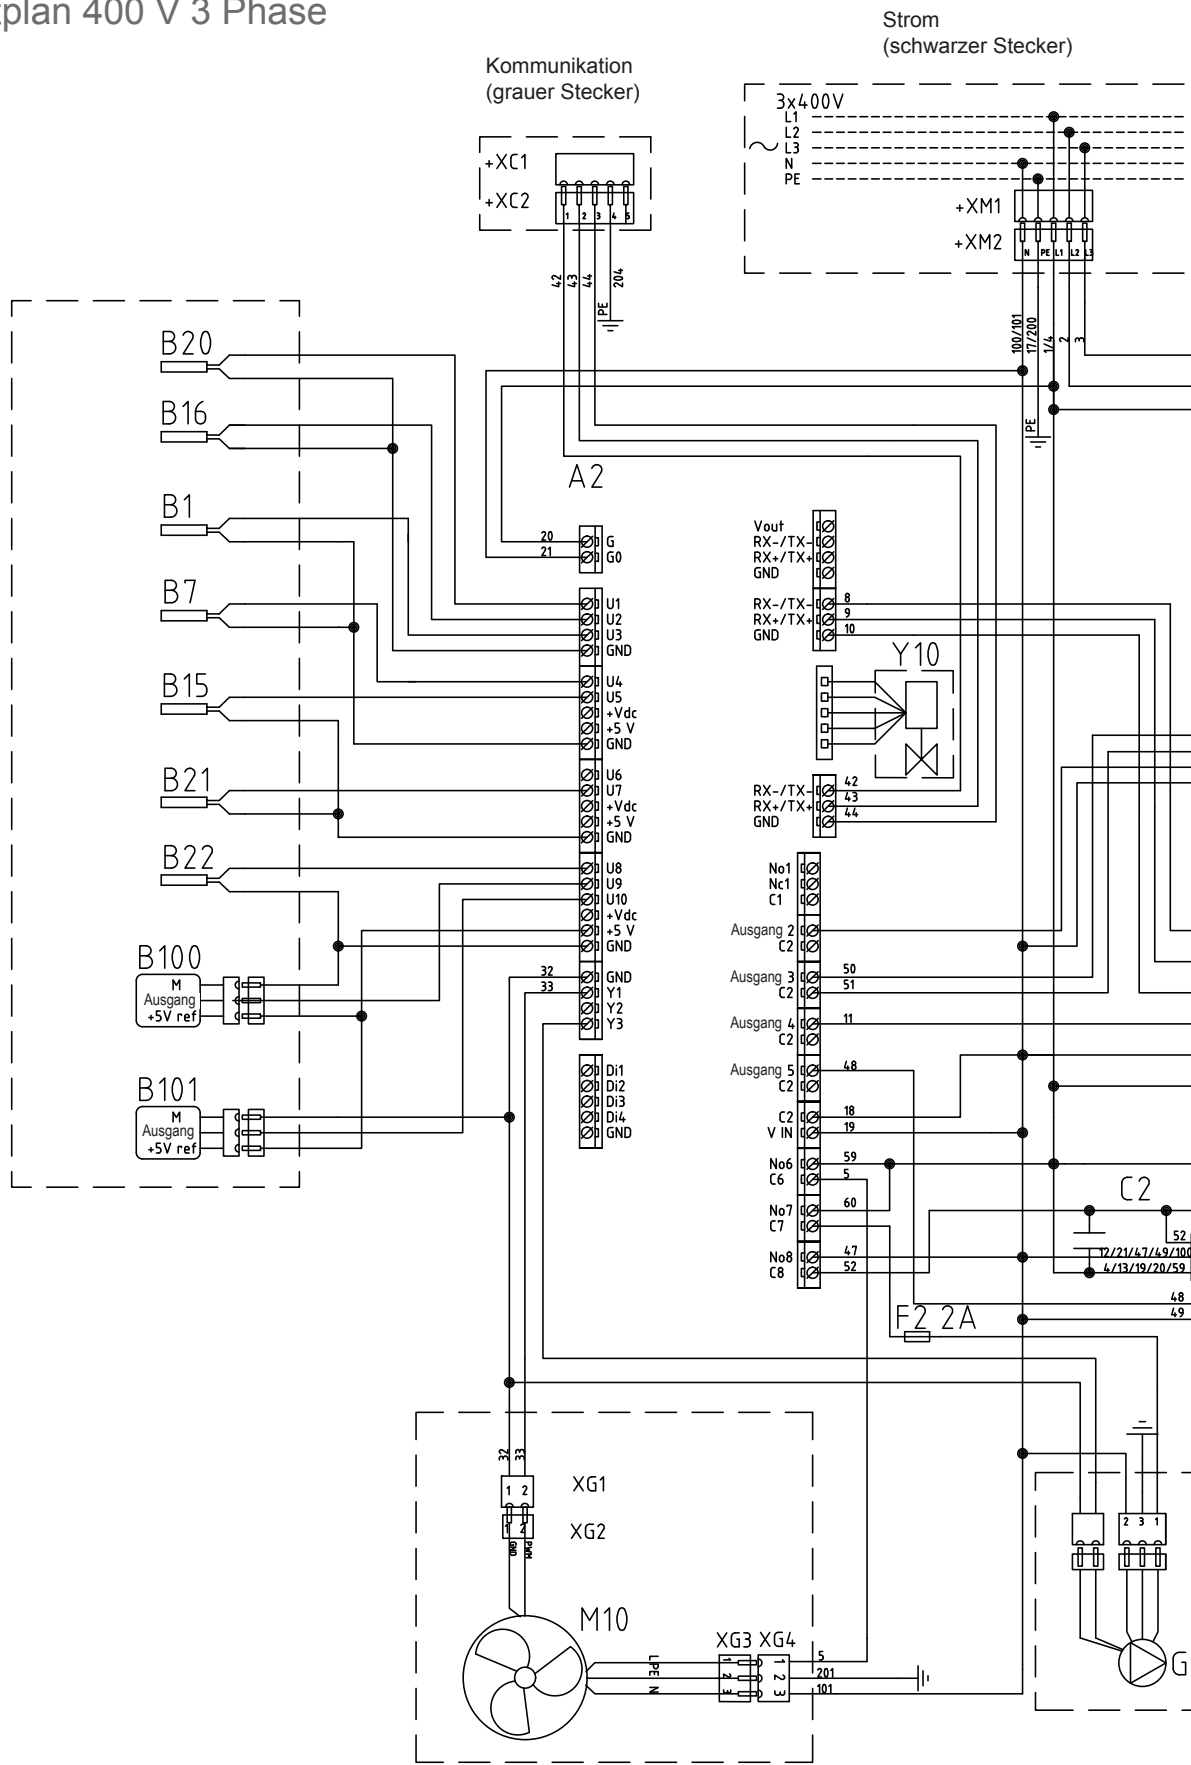 tplan 400 V 3 Phase
Strom
(schwarzer Stecker)
Kommunikation
(grauer Stecker)
3x400V
L1
L2
L3
N
PE
+XC1
+XC2
1 2 3 4 5
+XM1
+XM2
N PE L1 L2 L3
42 43 44 PE 204
100/101 17/200 1/4 2 3
PE
B20
B16
B1
B7
B15
B21
B22
B100
M
Ausgang
+5V ref
B101
M
Ausgang
+5V ref
A2
20 G
21 G0
U1
U2
U3
GND
U4
U5
+Vdc
+5 V
GND
U6
U7
+Vdc
+5 V
GND
U8
U9
U10
+Vdc
+5 V
GND
32 GND
33 Y1
Y2
Y3
Di1
Di2
Di3
Di4
GND
Vout
RX-/TX-
RX+/TX+
GND
RX-/TX- 8
RX+/TX+ 9
GND 10
Y10
RX-/TX- 42
RX+/TX+ 43
GND 44
No1
Nc1
C1
Ausgang 2
C2
Ausgang 3 50
C2 51
Ausgang 4 11
C2
Ausgang 5 48
C2
C2 18
V IN 19
No6 59
C6 5
No7 60
C7
No8 47
C8 52
C2
52
12/21/47/49/100
4/13/19/20/59
48
49
F2 2A
32 33
1 2 XG1
1 2 XG2
GND PWM
M10
L PE N
XG3 XG4
1 1 5
2 2 201
3 3 101
2 3 1
G